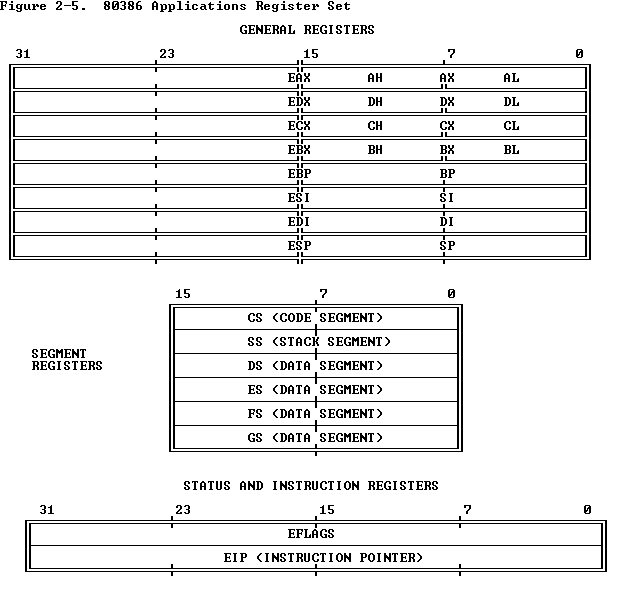 Figure 2-5. 80386 Applications Register Set
GENERAL REGISTERS
31 23 15 7 0
EAX AH AX AL
EDX DH DX DL
ECX CH CX CL
EBX BH BX BL
EBP BP
ESI SI
EDI DI
ESP SP
15 7 0
CS (CODE SEGMENT)
SS (STACK SEGMENT)
SEGMENT
REGISTERS
DS (DATA SEGMENT)
ES (DATA SEGMENT)
FS (DATA SEGMENT)
GS (DATA SEGMENT)
STATUS AND INSTRUCTION REGISTERS
31 23 15 7 0
EFLAGS
EIP (INSTRUCTION POINTER)